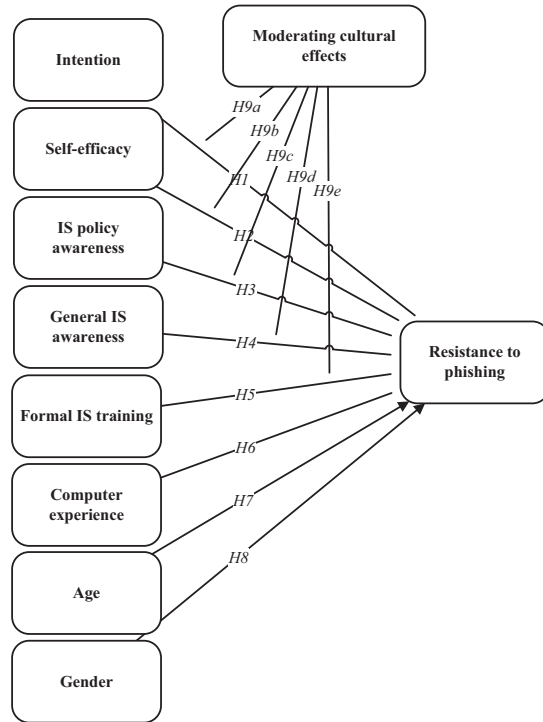 Moderating cultural
effects
Intention
Self-efficacy
IS policy
awareness
General IS
awareness
Formal IS training
Computer
experience
Age
Gender
Resistance to
phishing
H9a
H9b
H9c
H9d
H9e
H1
H2
H3
H4
H5
H6
H7
H8